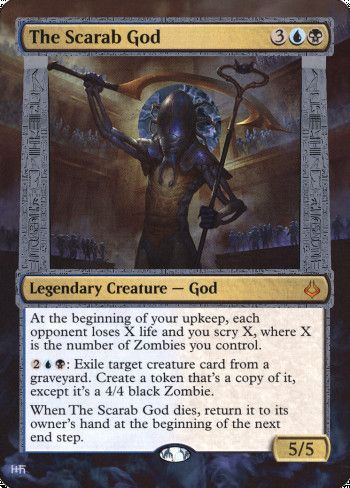 The Scarab God 3
Legendary Creature — God
At the beginning of your upkeep, each
opponent loses X life and you scry X, where X
is the number of Zombies you control.
2: Exile target creature card from a
graveyard. Create a token that's a copy of it,
except it's a 4/4 black Zombie.
When The Scarab God dies, return it to its
owner's hand at the beginning of the next
end step.
5/5